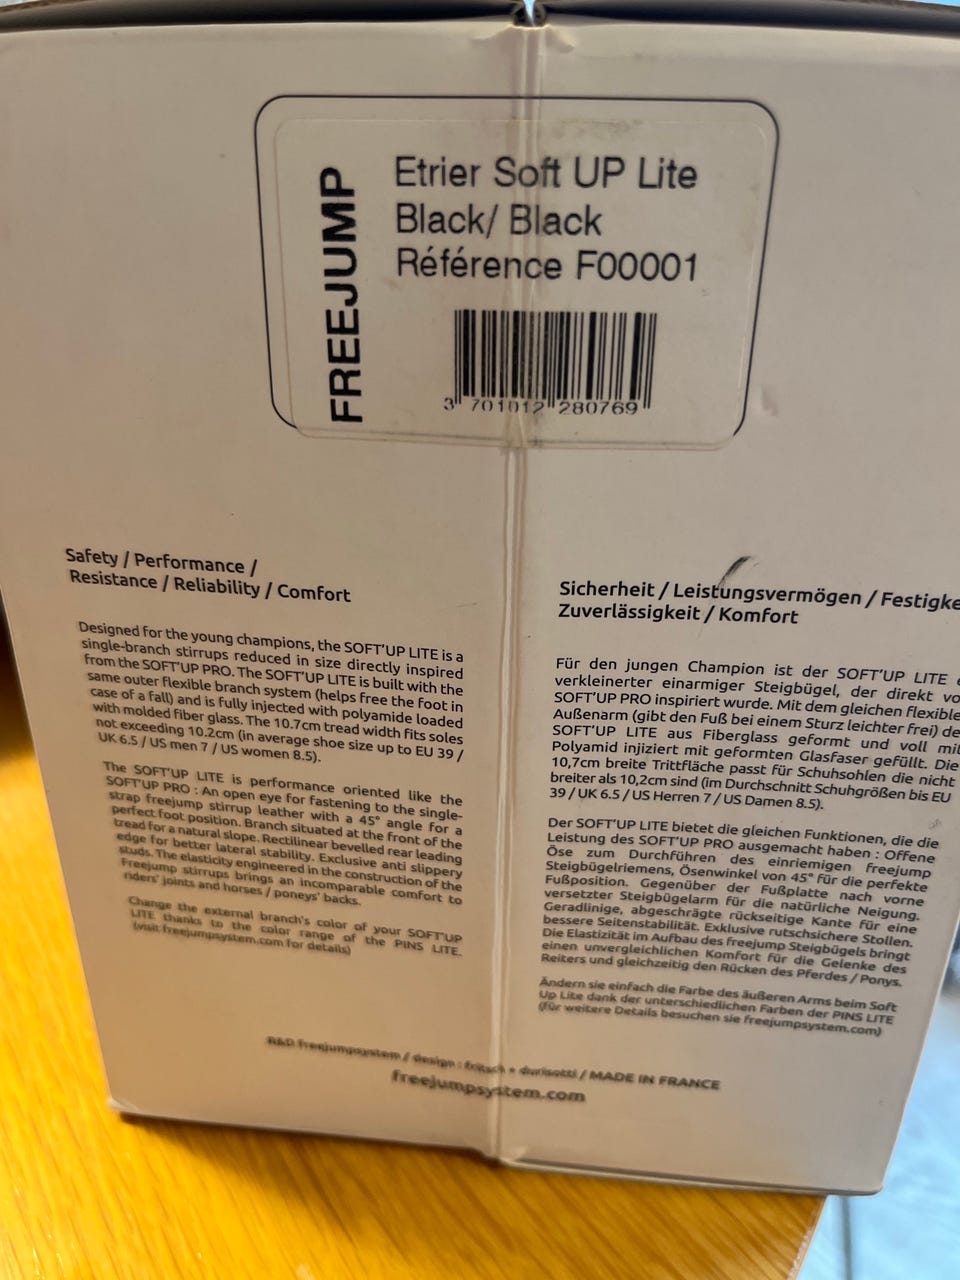 FREEJUMP
Etrier Soft UP Lite
Black/ Black
Référence F00001
3 701012 280769
Safety / Performance /
Resistance / Reliability / Comfort
Designed for the young champions, the SOFT'UP LITE is a
single-branch stirrups reduced in size directly inspired
from the SOFT'UP PRO. The SOFT'UP LITE is built with the
same outer flexible branch system (helps free the foot in
case of a fall) and is fully injected with polyamide loaded
with molded fiber glass. The 10.7cm tread width fits soles
not exceeding 10.2cm (in average shoe size up to EU 39 /
UK 6.5 / US men 7 / US women 8.5).
The SOFT'UP LITE is performance oriented like the
SOFT'UP PRO : An open eye for fastening to the single-
strap freejump stirrup leather with a 45° angle for a
perfect foot position. Branch situated at the front of the
tread for a natural slope. Rectilinear bevelled rear leading
edge for better lateral stability. Exclusive anti slippery
studs. The elasticity engineered in the construction of the
Freejump stirrups brings an incomparable comfort to
riders' joints and horses / poneys' backs.
Change the external branch's color of your SOFT'UP
LITE thanks to the color range of the PINS LITE.
(visit freejumpsystem.com for details)
Sicherheit / Leistungsvermögen / Festigke
Zuverlässigkeit / Komfort
Für den jungen Champion ist der SOFT'UP LITE e
verkleinerter einarmiger Steigbügel, der direkt vo
SOFT'UP PRO inspiriert wurde. Mit dem gleichen flexible
Außenarm (gibt den Fuß bei einem Sturz leichter frei) de
SOFT'UP LITE aus Fiberglass geformt und voll mit
Polyamid injiziert mit geformten Glasfaser gefüllt. Die
10,7cm breite Trittfläche passt für Schuhsohlen die nicht
breiter als 10,2cm sind (im Durchschnitt Schuhgrößen bis EU
39 / UK 6.5 / US Herren 7 / US Damen 8.5).
Der SOFT'UP LITE bietet die gleichen Funktionen, die die
Leistung des SOFT'UP PRO ausgemacht haben : Offene
Öse zum Durchführen des einriemigen freejump
Steigbügelriemens, Ösenwinkel von 45° für die perfekte
Fußposition. Gegenüber der Fußplatte nach vorne
versetzter Steigbügelarm für die natürliche Neigung.
Geradlinige, abgeschrägte rückseitige Kante für eine
bessere Seitenstabilität. Exklusive rutschsichere Stollen.
Die Elastizität im Aufbau des freejump Steigbügels bringt
einen unvergleichlichen Komfort für die Gelenke des
Reiters und gleichzeitig den Rücken des Pferdes / Ponys.
Ändern sie einfach die Farbe des äußeren Arms beim Soft
Up Lite dank der unterschiedlichen Farben der PINS LITE
(für weitere Details besuchen sie freejumpsystem.com)
R&D freejumpsystem / design : fritsch + durisotti / MADE IN FRANCE
freejumpsystem.com